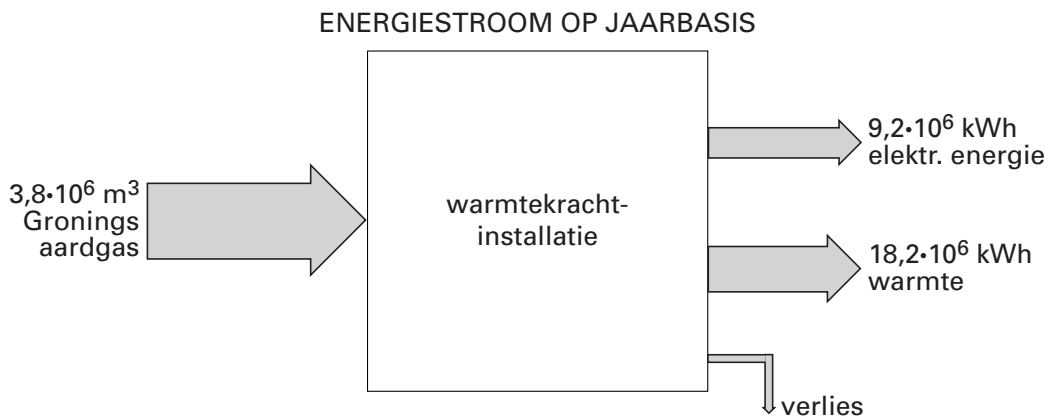 ENERGIESTROOM OP JAARBASIS
3,8•10⁶ m³
Gronings
aardgas
warmtekracht-
installatie
9,2•10⁶ kWh
elektr. energie
18,2•10⁶ kWh
warmte
verlies